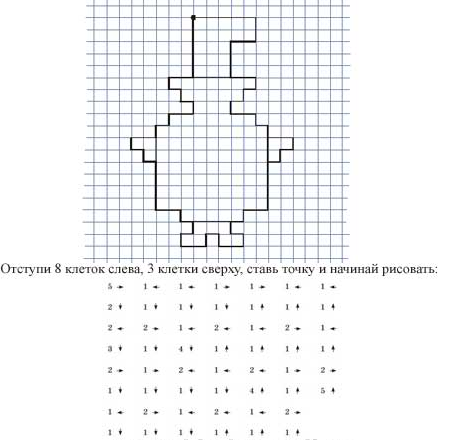 Отступи 8 клеток слева, 3 клетки сверху, ставь точку и начинай рисовать:
5 → 1 ← 1 ← 1 → 1 ← 1 ← 1 ←
2 ↓ 1 ↓ 1 ↓ 1 ↓ 1 ↑ 1 ↑ 1 ↑
2 ← 2 → 1 ← 2 ← 1 ← 2 → 1 ←
3 ↓ 1 ↓ 4 ↓ 1 ↑ 1 ↑ 1 ↑ 1 ↑
2 → 1 → 2 ← 1 ← 2 ← 1 → 2 →
1 ↓ 1 ↓ 1 ↓ 1 ↓ 4 ↑ 1 ↑ 5 ↑
1 ← 2 → 1 ← 2 ← 1 ← 2 →
1 ↓ 1 ↓ 1 ↓ 1 ↑ 1 ↑ 1 ↑